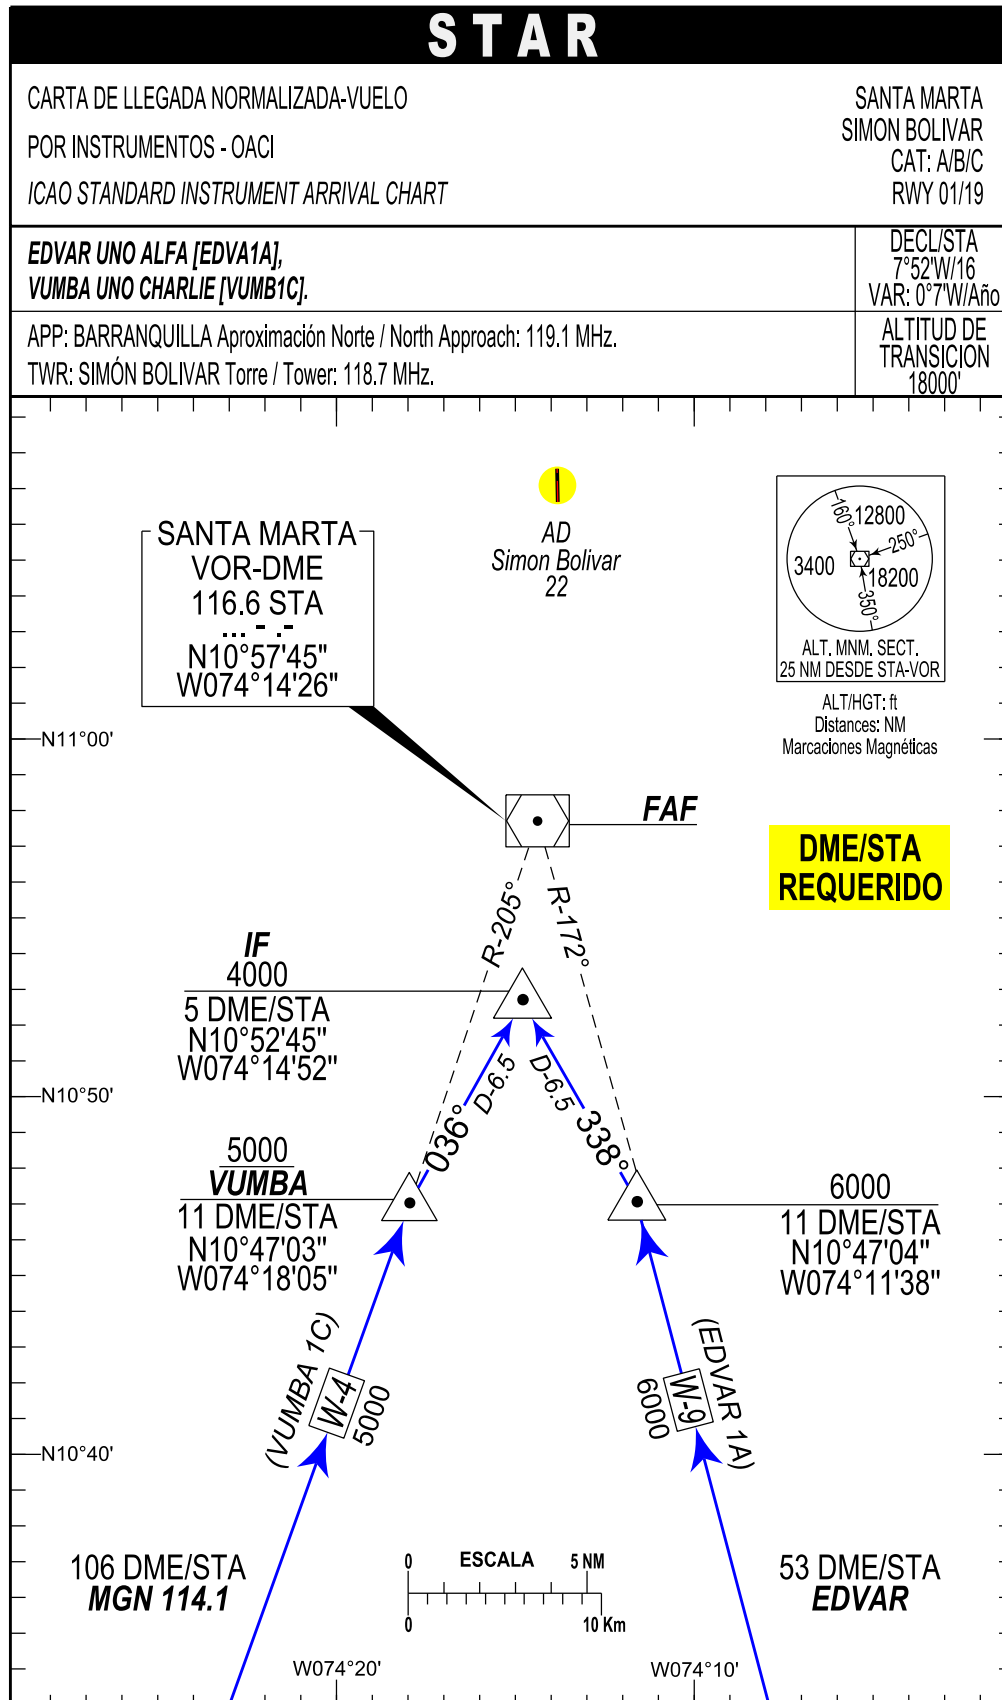 STAR
CARTA DE LLEGADA NORMALIZADA-VUELO
POR INSTRUMENTOS - OACI
ICAO STANDARD INSTRUMENT ARRIVAL CHART
SANTA MARTA
SIMON BOLIVAR
CAT: A/B/C
RWY 01/19
EDVAR UNO ALFA [EDVA1A],
VUMBA UNO CHARLIE [VUMB1C].
DECL/STA
7°52'W/16
VAR: 0°7'W/Año
APP: BARRANQUILLA Aproximación Norte / North Approach: 119.1 MHz.
TWR: SIMÓN BOLIVAR Torre / Tower: 118.7 MHz.
ALTITUD DE
TRANSICION
18000'
AD
Simon Bolivar
22
SANTA MARTA
VOR-DME
116.6 STA
... - .-
N10°57'45"
W074°14'26"
160°
12800
250°
3400
18200
350°
ALT. MNM. SECT.
25 NM DESDE STA-VOR
ALT/HGT: ft
Distances: NM
Marcaciones Magnéticas
N11°00'
FAF
DME/STA
REQUERIDO
R-205°
R-172°
IF
4000
5 DME/STA
N10°52'45"
W074°14'52"
D-6.5
D-6.5
N10°50'
036°
338°
5000
VUMBA
11 DME/STA
N10°47'03"
W074°18'05"
6000
11 DME/STA
N10°47'04"
W074°11'38"
(VUMBA 1C)
W-4
5000
(EDVAR 1A)
W-9
6000
N10°40'
106 DME/STA
MGN 114.1
0 ESCALA 5 NM
0 10 Km
53 DME/STA
EDVAR
W074°20'
W074°10'